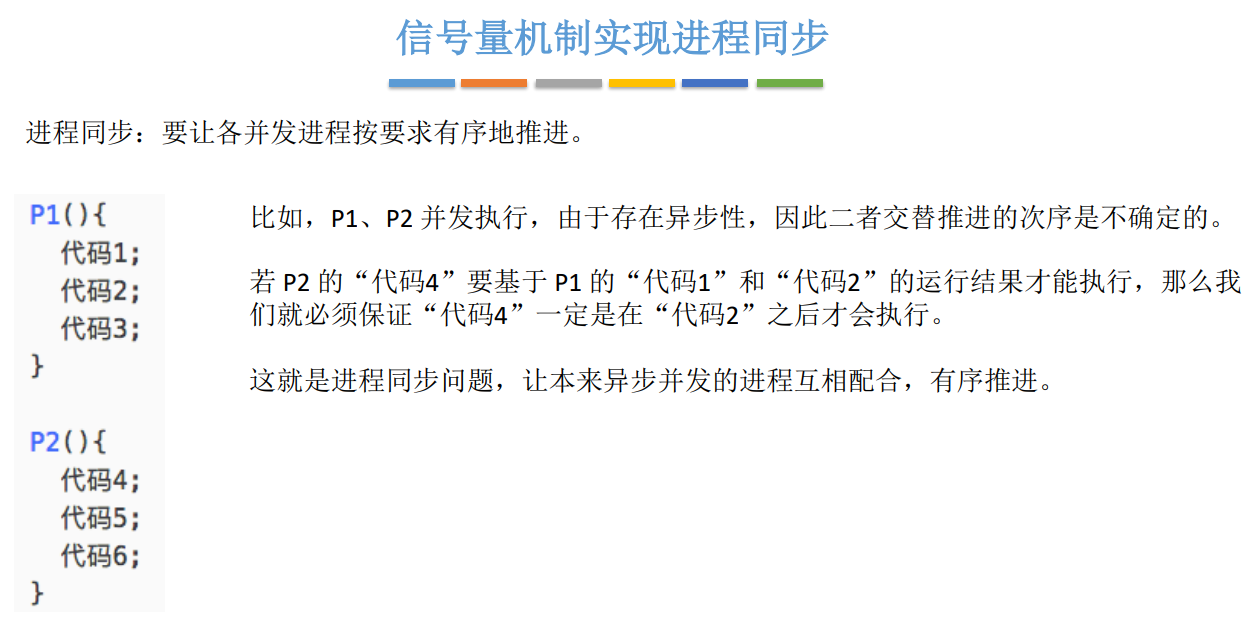 信号量机制实现进程同步
进程同步：要让各并发进程按要求有序地推进。
P1(){
代码1;
代码2;
代码3;
}
P2(){
代码4;
代码5;
代码6;
}
比如，P1、P2 并发执行，由于存在异步性，因此二者交替推进的次序是不确定的。
若 P2 的“代码4”要基于 P1 的“代码1”和“代码2”的运行结果才能执行，那么我
们就必须保证“代码4”一定是在“代码2”之后才会执行。
这就是进程同步问题，让本来异步并发的进程互相配合，有序推进。